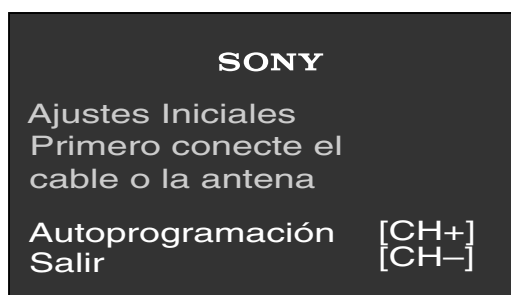 SONY
Ajustes Iniciales
Primero conecte el
cable o la antena
Autoprogramación [CH+]
Salir [CH–]